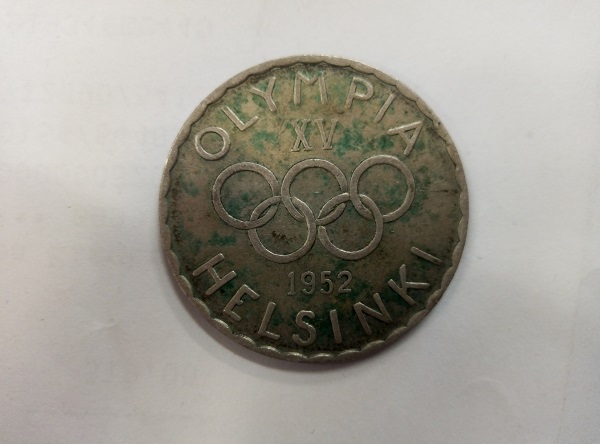 OLYMPIA
XV
1952
HELSINKI